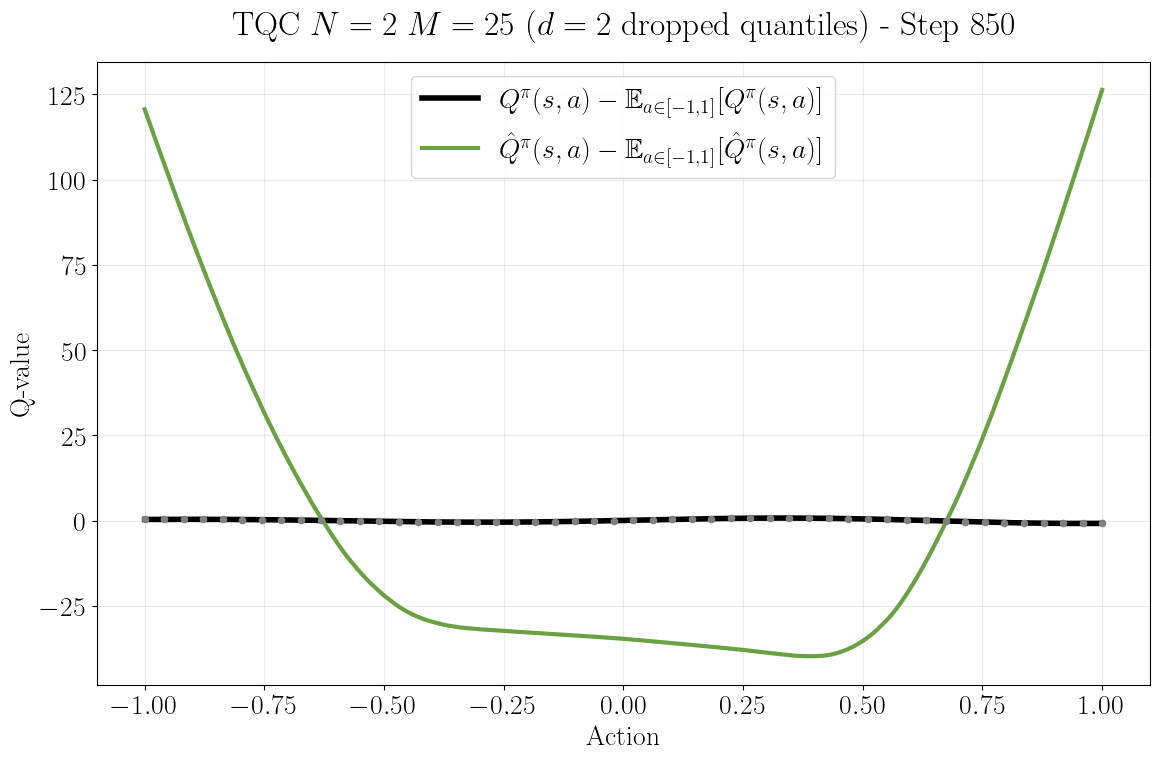 TQC N = 2 M = 25 (d = 2 dropped quantiles) - Step 850
Q^π(s, a) − 𝔼_{a∈[−1,1]}[Q^π(s, a)]
Q̂^π(s, a) − 𝔼_{a∈[−1,1]}[Q̂^π(s, a)]
125
100
75
50
25
0
−25
Q-value
−1.00 −0.75 −0.50 −0.25 0.00 0.25 0.50 0.75 1.00
Action